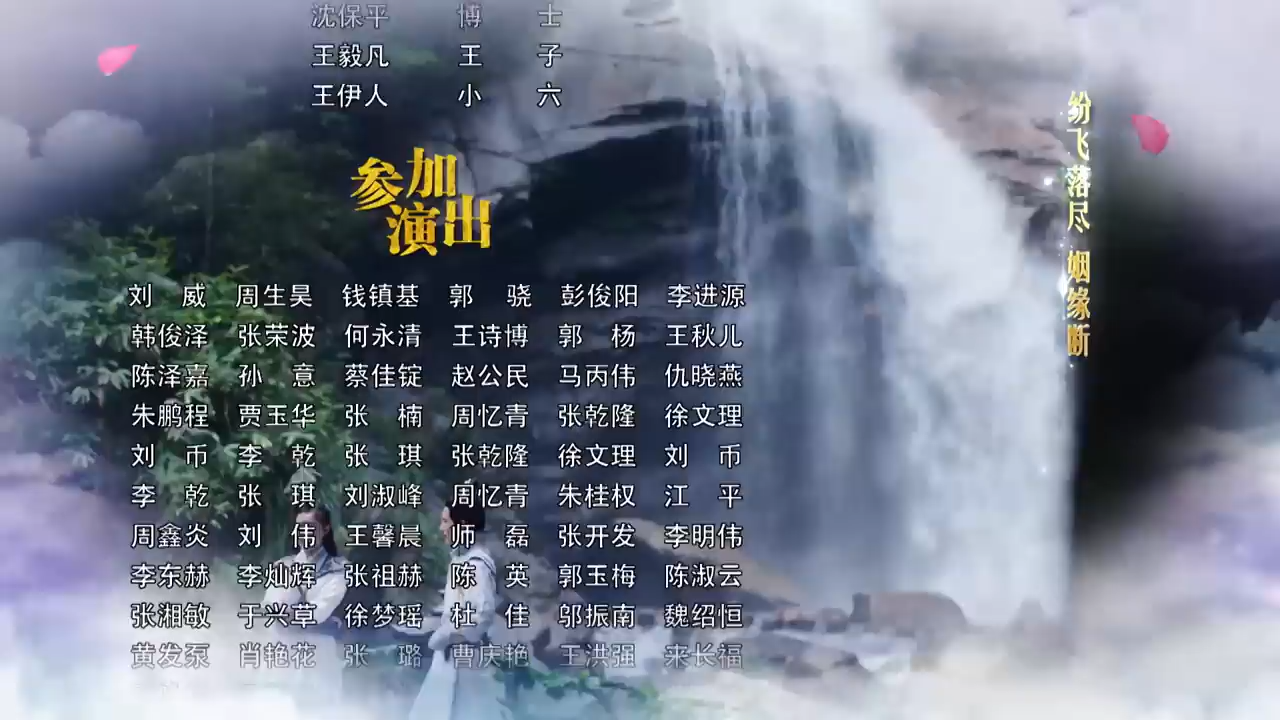 沈保平 博 士
王毅凡 王 子
王伊人 小 六
参加
演出
刘 威 周生昊 钱镇基 郭 骁 彭俊阳 李进源
韩俊泽 张荣波 何永清 王诗博 郭 杨 王秋儿
陈泽嘉 孙 意 蔡佳锭 赵公民 马丙伟 仇晓燕
朱鹏程 贾玉华 张 楠 周忆青 张乾隆 徐文理
刘 币 李 乾 张 琪 张乾隆 徐文理 刘 币
李 乾 张 琪 刘淑峰 周忆青 朱桂权 江 平
周鑫炎 刘 伟 王馨晨 师 磊 张开发 李明伟
李东赫 李灿辉 张祖赫 陈 英 郭玉梅 陈淑云
张湘敏 于兴草 徐梦瑶 杜 佳 邬振南 魏绍恒
黄发泵 肖艳花 张 璐 曹庆艳 王洪强 来长福
纷飞落尽 姻缘断